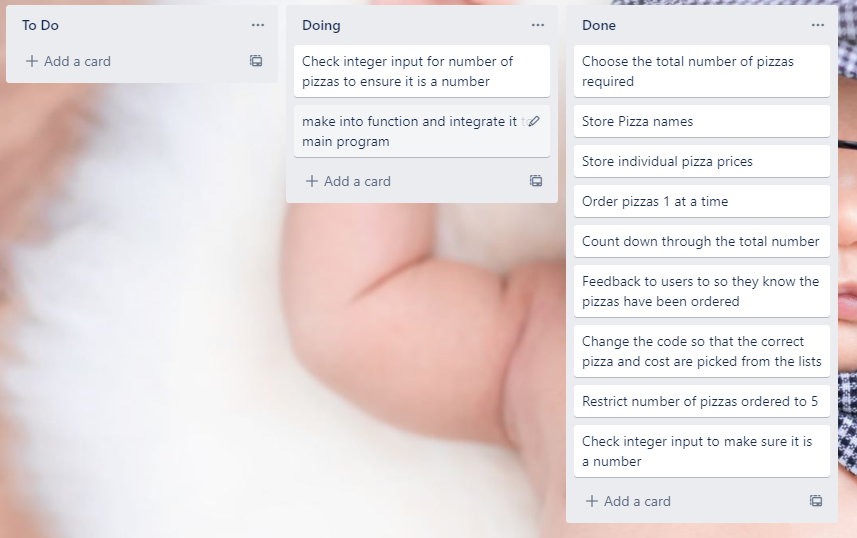 To Do
Add a card
Doing
Check integer input for number of
pizzas to ensure it is a number
make into function and integrate it to
main program
Add a card
Done
Choose the total number of pizzas
required
Store Pizza names
Store individual pizza prices
Order pizzas 1 at a time
Count down through the total number
Feedback to users to so they know the
pizzas have been ordered
Change the code so that the correct
pizza and cost are picked from the lists
Restrict number of pizzas ordered to 5
Check integer input to make sure it is
a number
Add a card